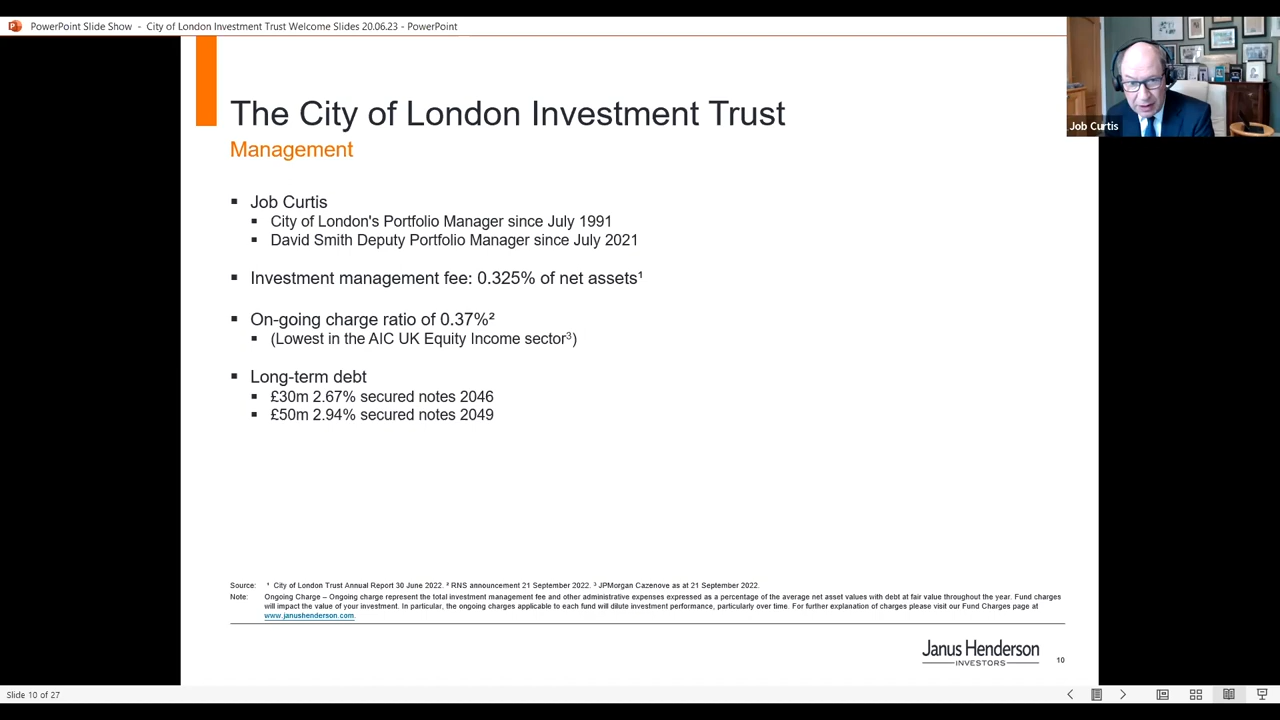 PowerPoint Slide Show - City of London Investment Trust Welcome Slides 20.06.23 - PowerPoint
Job Curtis
The City of London Investment Trust
Management
▪ Job Curtis
▪ City of London's Portfolio Manager since July 1991
▪ David Smith Deputy Portfolio Manager since July 2021
▪ Investment management fee: 0.325% of net assets¹
▪ On-going charge ratio of 0.37%²
▪ (Lowest in the AIC UK Equity Income sector³)
▪ Long-term debt
▪ £30m 2.67% secured notes 2046
▪ £50m 2.94% secured notes 2049
Source: ¹ City of London Trust Annual Report 30 June 2022. ² RNS announcement 21 September 2022. ³ JPMorgan Cazenove as at 21 September 2022.
Note: Ongoing Charge – Ongoing charge represent the total investment management fee and other administrative expenses expressed as a percentage of the average net asset values with debt at fair value throughout the year. Fund charges
will impact the value of your investment. In particular, the ongoing charges applicable to each fund will dilute investment performance, particularly over time. For further explanation of charges please visit our Fund Charges page at
www.janushenderson.com.
Janus Henderson
INVESTORS
10
Slide 10 of 27